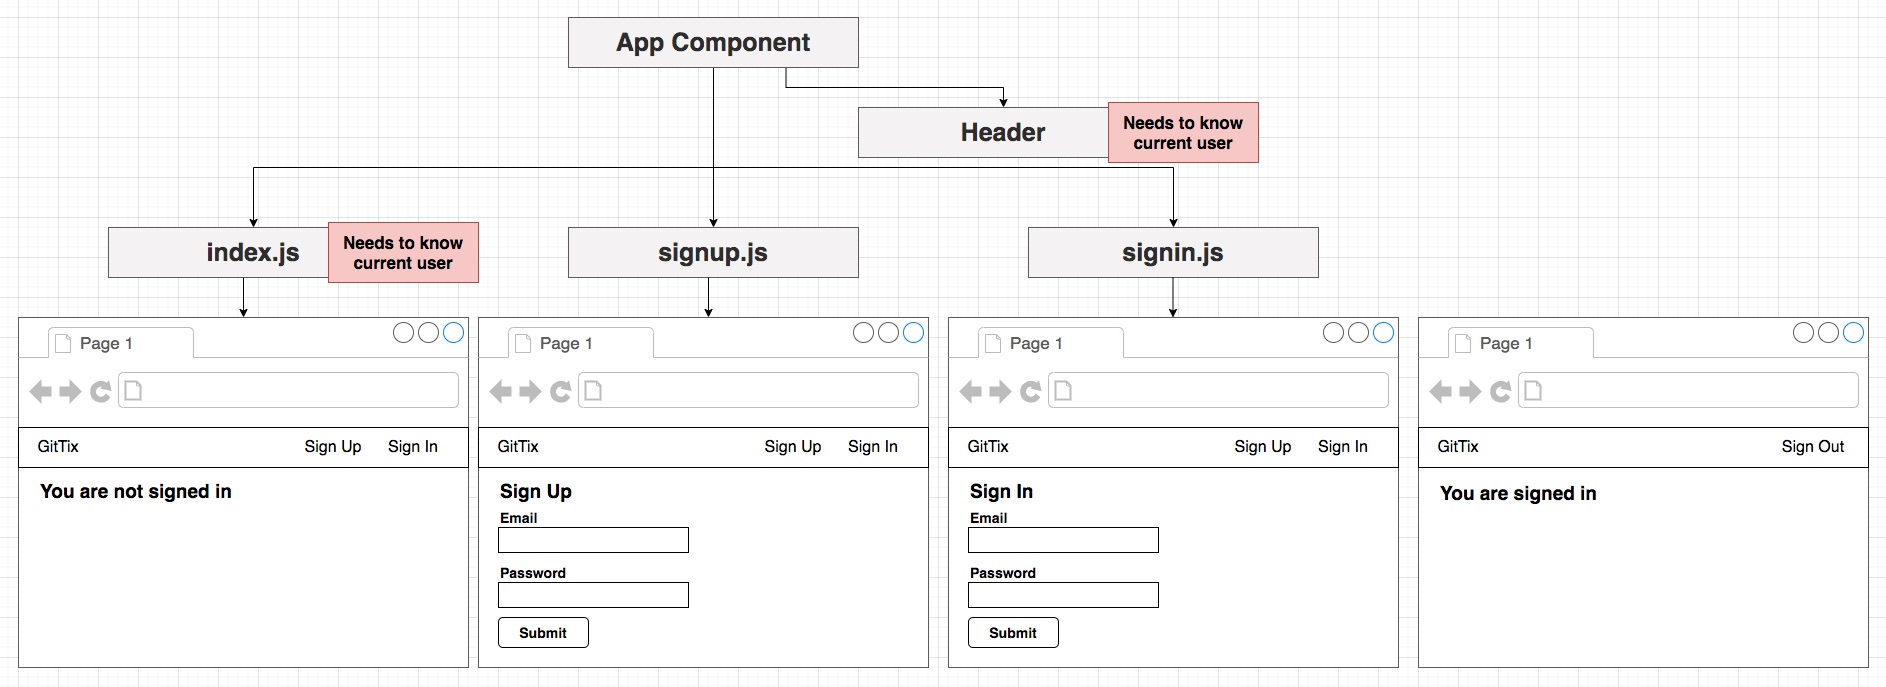 App Component
Header
Needs to know
current user
index.js
Needs to know
current user
signup.js
signin.js
Page 1
GitTix
Sign Up
Sign In
You are not signed in
Page 1
GitTix
Sign Up
Sign In
Sign Up
Email
Password
Submit
Page 1
GitTix
Sign Up
Sign In
Sign In
Email
Password
Submit
Page 1
GitTix
Sign Out
You are signed in